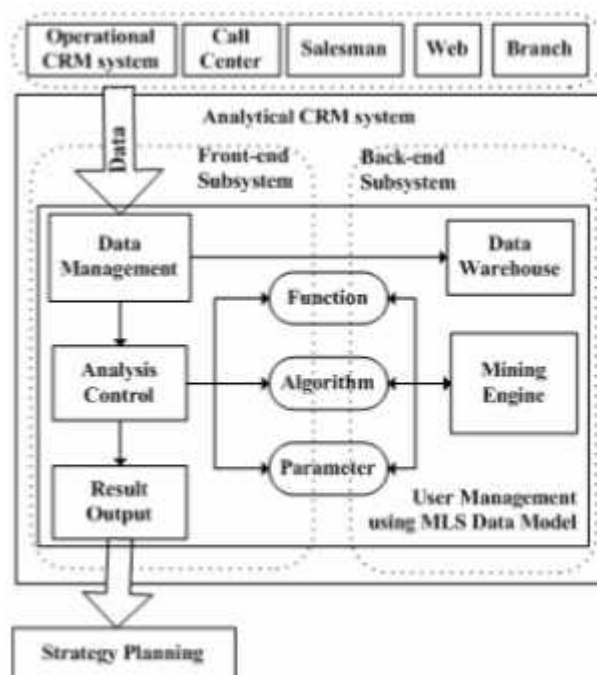 Operational
CRM system
Call
Center
Salesman
Web
Branch
Data
Analytical CRM system
Front-end
Subsystem
Back-end
Subsystem
Data
Management
Data
Warehouse
Function
Analysis
Control
Algorithm
Mining
Engine
Parameter
Result
Output
User Management
using MLS Data Model
Strategy Planning